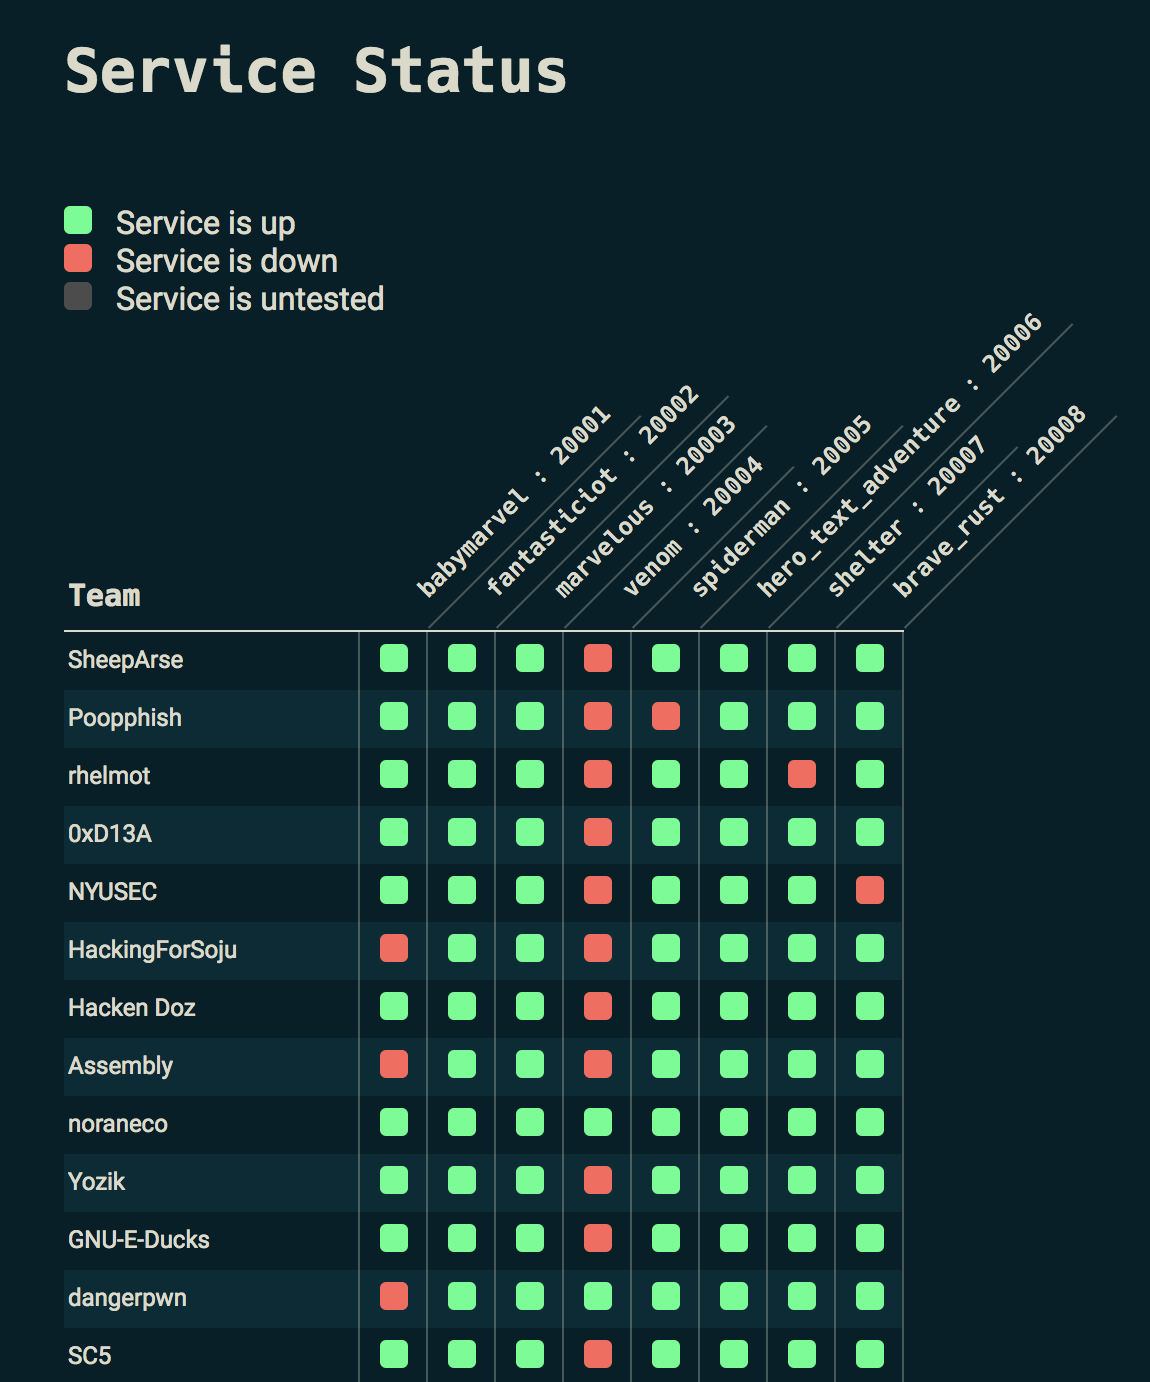 Service Status
Service is up
Service is down
Service is untested
babymarvel : 20001
fantasticiot : 20002
marvelous : 20003
venom : 20004
spiderman : 20005
hero_text_adventure : 20006
shelter : 20007
brave_rust : 20008
Team
SheepArse
Poopphish
rhelmot
0xD13A
NYUSEC
HackingForSoju
Hacken Doz
Assembly
noraneco
Yozik
GNU-E-Ducks
dangerpwn
SC5